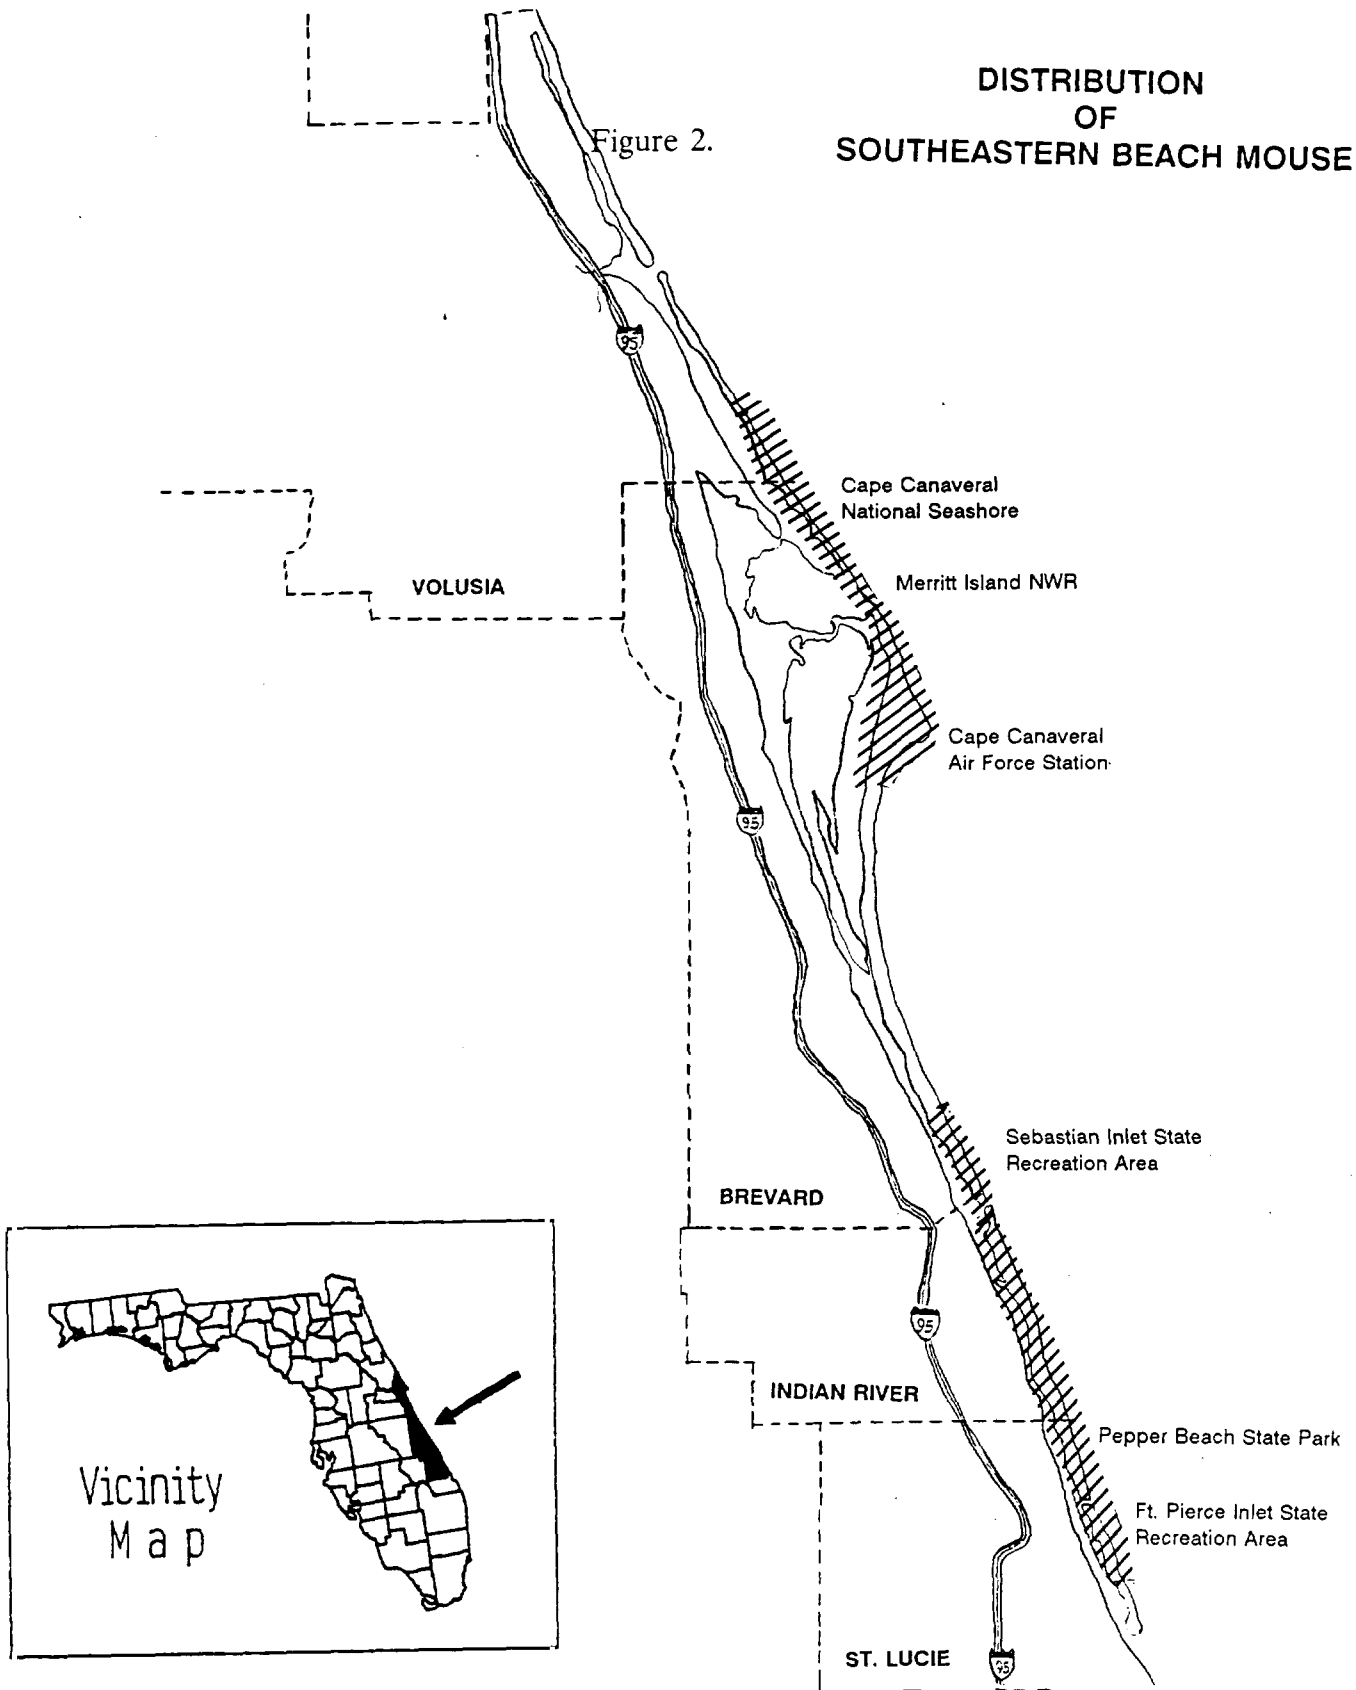 DISTRIBUTION
OF
SOUTHEASTERN BEACH MOUSE
Figure 2.
95
Cape Canaveral
National Seashore
Merritt Island NWR
VOLUSIA
Cape Canaveral
Air Force Station
95
Sebastian Inlet State
Recreation Area
BREVARD
95
INDIAN RIVER
Pepper Beach State Park
Ft. Pierce Inlet State
Recreation Area
Vicinity
Map
ST. LUCIE
95